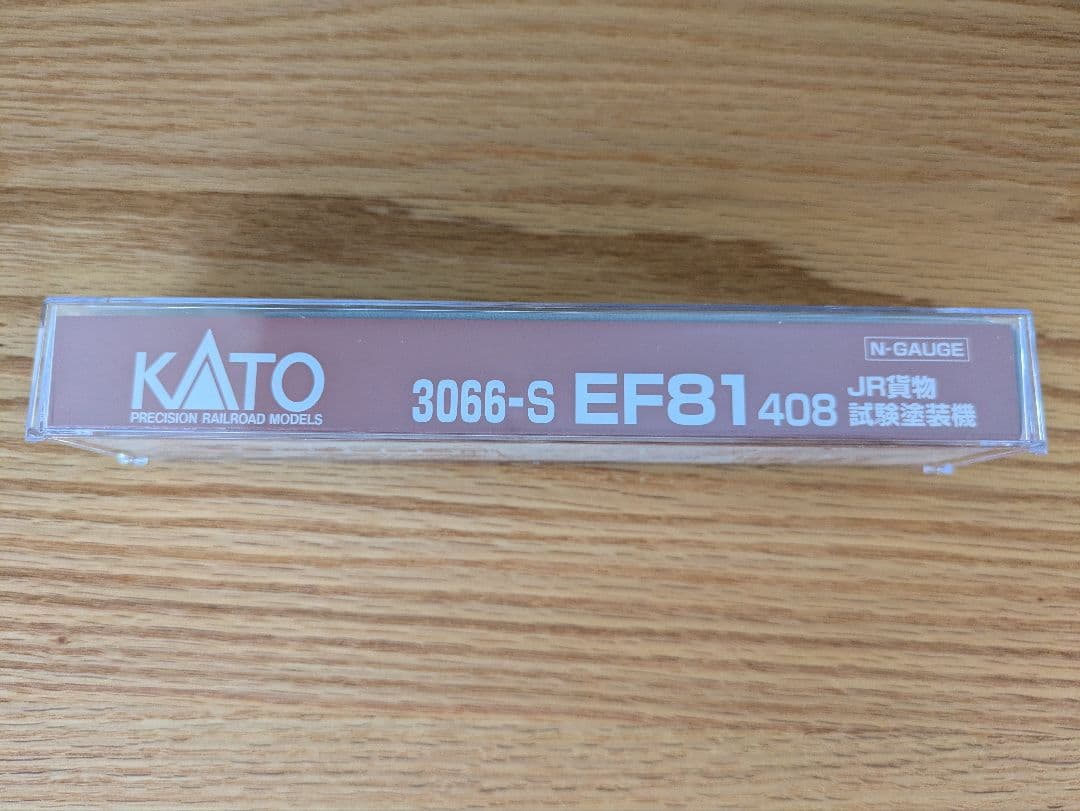 KATO
PRECISION RAILROAD MODELS
3066-S EF81 408
N-GAUGE
JR貨物
試験塗装機